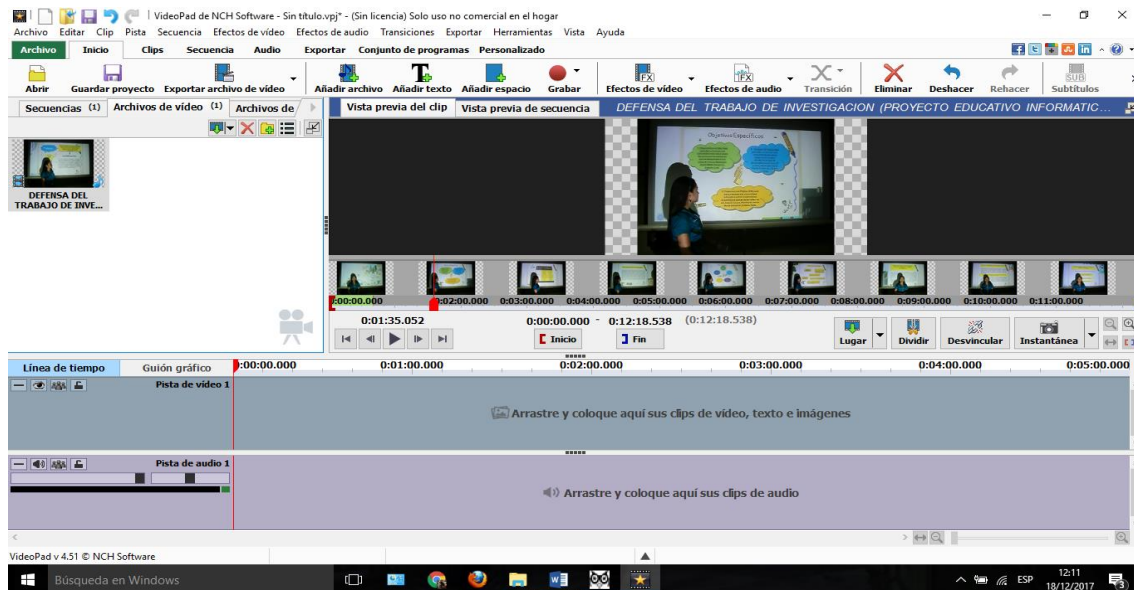 VideoPad de NCH Software - Sin título.vpj* - (Sin licencia) Solo uso no comercial en el hogar
Archivo Editar Clip Pista Secuencia Efectos de vídeo Efectos de audio Transiciones Exportar Herramientas Vista Ayuda
Archivo Inicio Clips Secuencia Audio Exportar Conjunto de programas Personalizado
Abrir Guardar proyecto Exportar archivo de vídeo Añadir archivo Añadir texto Añadir espacio Grabar Efectos de vídeo Efectos de audio Transición Eliminar Deshacer Rehacer Subtítulos
Secuencias (1) Archivos de vídeo (1) Archivos de
Vista previa del clip Vista previa de secuencia DEFENSA DEL TRABAJO DE INVESTIGACION (PROYECTO EDUCATIVO INFORMATIC...
DEFENSA DEL
TRABAJO DE INVE...
Objetivos Específicos
0:00:00.000 0:02:00.000 0:03:00.000 0:04:00.000 0:05:00.000 0:06:00.000 0:07:00.000 0:08:00.000 0:09:00.000 0:10:00.000 0:11:00.000
0:01:35.052 0:00:00.000 - 0:12:18.538 (0:12:18.538)
Inicio Fin
Lugar Dividir Desvincular Instantánea
Línea de tiempo Guión gráfico 0:00:00.000 0:01:00.000 0:02:00.000 0:03:00.000 0:04:00.000 0:05:00.000
Pista de vídeo 1
Arrastre y coloque aquí sus clips de vídeo, texto e imágenes
Pista de audio 1
Arrastre y coloque aquí sus clips de audio
VideoPad v 4.51 © NCH Software
Búsqueda en Windows
ESP
12:11
18/12/2017